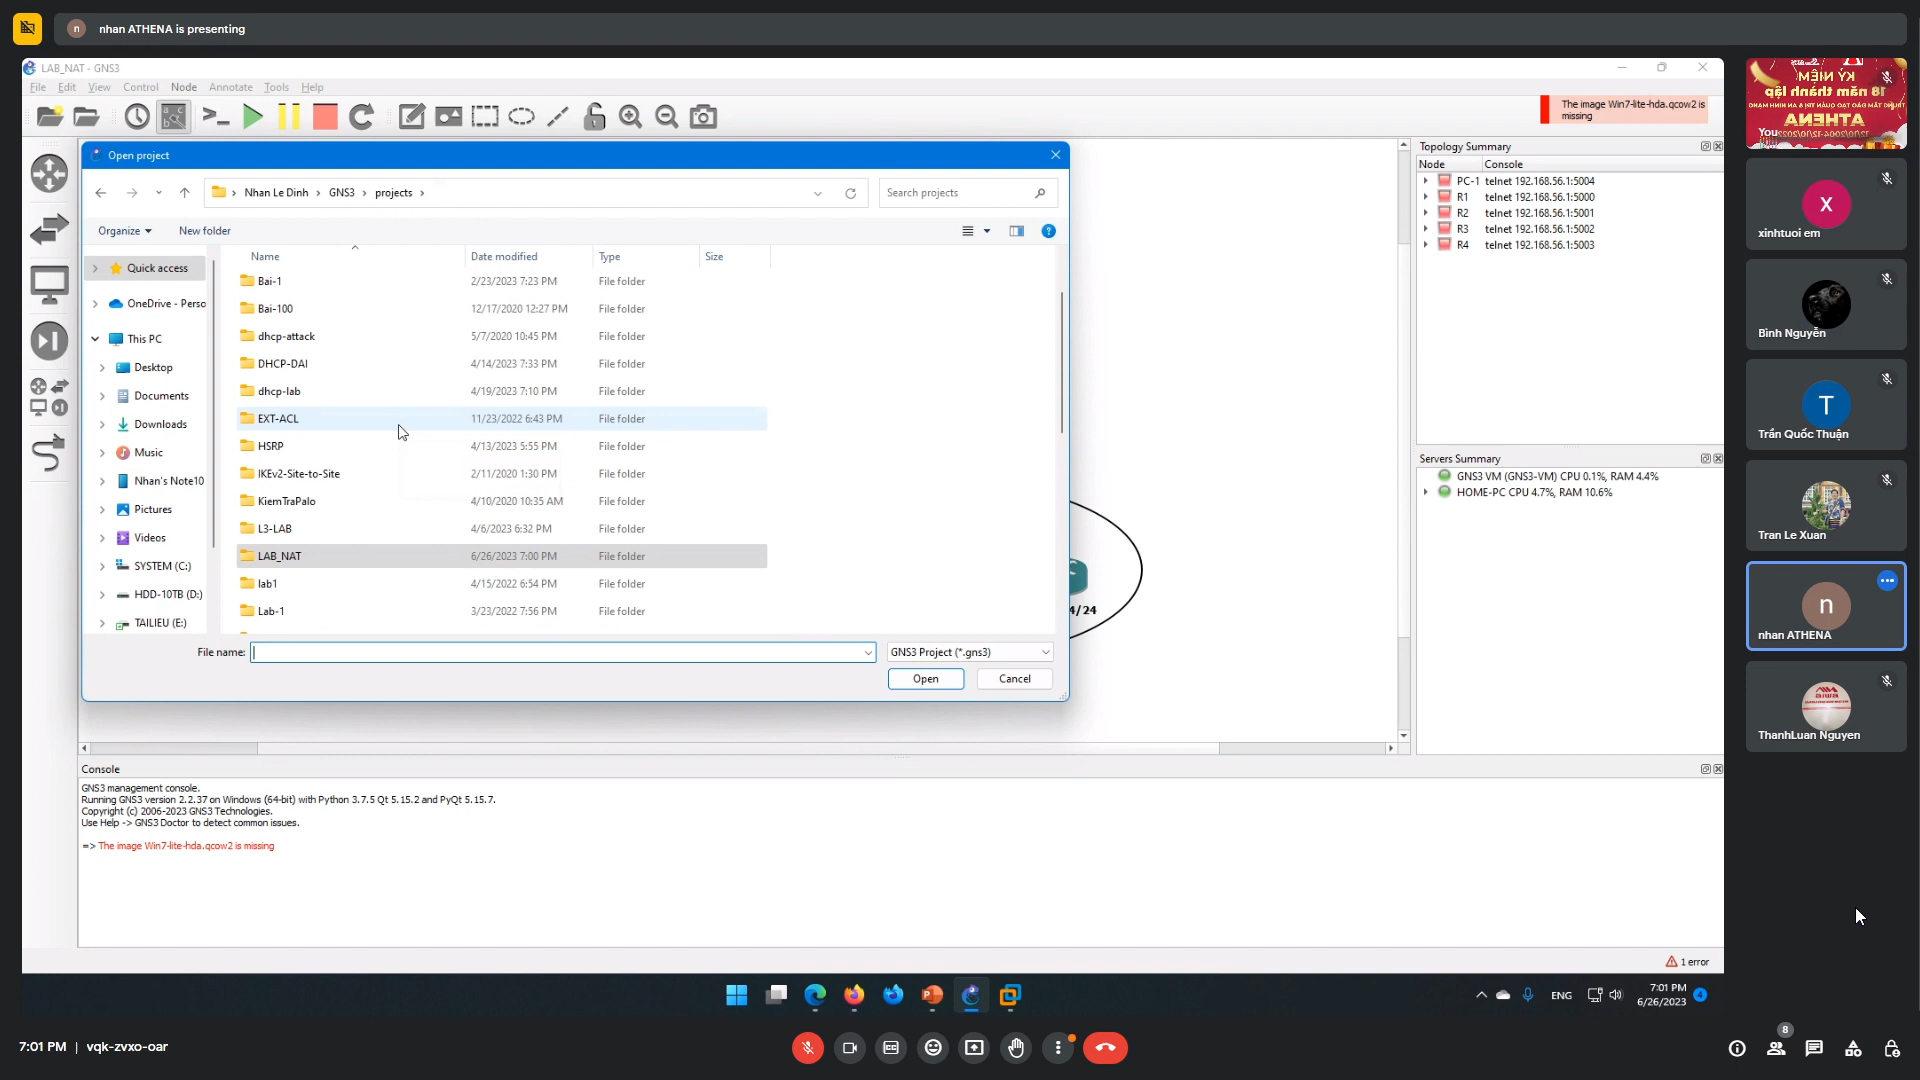 nhan ATHENA is presenting
LAB_NAT - GNS3
File Edit View Control Node Annotate Tools Help
The image Win7-lite-hda.qcow2 is
missing
Open project
Nhan Le Dinh > GNS3 > projects >
Search projects
Organize
New folder
Name Date modified Type Size
Quick access
OneDrive - Perso
This PC
Desktop
Documents
Downloads
Music
Nhan's Note10
Pictures
Videos
SYSTEM (C:)
HDD-10TB (D:)
TAILIEU (E:)
Bai-1 2/23/2023 7:23 PM File folder
Bai-100 12/17/2020 12:27 PM File folder
dhcp-attack 5/7/2020 10:45 PM File folder
DHCP-DAI 4/14/2023 7:33 PM File folder
dhcp-lab 4/19/2023 7:10 PM File folder
EXT-ACL 11/23/2022 6:43 PM File folder
HSRP 4/13/2023 5:55 PM File folder
IKEv2-Site-to-Site 2/11/2020 1:30 PM File folder
KiemTraPalo 4/10/2020 10:35 AM File folder
L3-LAB 4/6/2023 6:32 PM File folder
LAB_NAT 6/26/2023 7:00 PM File folder
lab1 4/15/2022 6:54 PM File folder
Lab-1 3/23/2022 7:56 PM File folder
File name:
GNS3 Project (*.gns3)
Open
Cancel
4/24
Topology Summary
Node Console
PC-1 telnet 192.168.56.1:5004
R1 telnet 192.168.56.1:5000
R2 telnet 192.168.56.1:5001
R3 telnet 192.168.56.1:5002
R4 telnet 192.168.56.1:5003
Servers Summary
GNS3 VM (GNS3-VM) CPU 0.1%, RAM 4.4%
HOME-PC CPU 4.7%, RAM 10.6%
Console
GNS3 management console.
Running GNS3 version 2.2.37 on Windows (64-bit) with Python 3.7.5 Qt 5.15.2 and PyQt 5.15.7.
Copyright (c) 2006-2023 GNS3 Technologies.
Use Help -> GNS3 Doctor to detect common issues.
=> The image Win7-lite-hda.qcow2 is missing
1 error
ENG
7:01 PM
6/26/2023
4
KỶ NIỆM
18 năm thành lập
ATHENA
You
x
xinhtuoi em
Bình Nguyễn
T
Trần Quốc Thuận
Tran Le Xuan
n
nhan ATHENA
ThanhLuan Nguyen
7:01 PM | vqk-zvxo-oar
8